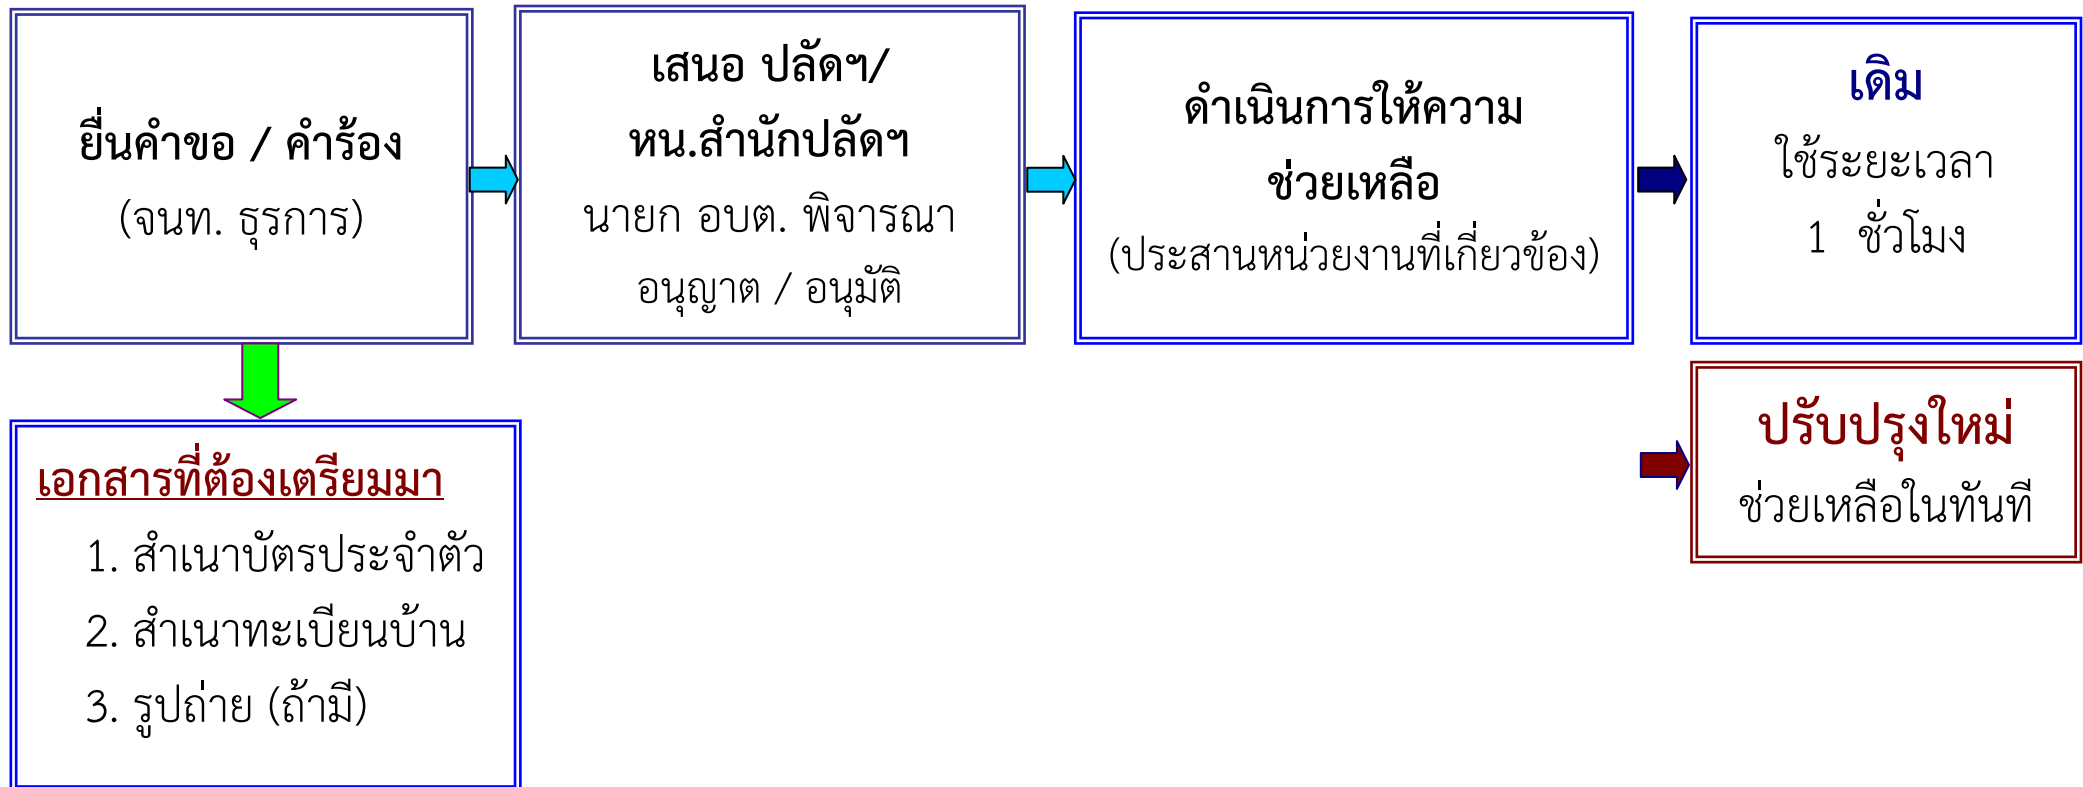 ยื่นคำขอ / คำร้อง
(จนท. ธุรการ)
เสนอ ปลัดฯ/
หน.สำนักปลัดฯ
นายก อบต. พิจารณา
อนุญาต / อนุมัติ
ดำเนินการให้ความ
ช่วยเหลือ
(ประสานหน่วยงานที่เกี่ยวข้อง)
เดิม
ใช้ระยะเวลา
1 ชั่วโมง
ปรับปรุงใหม่
ช่วยเหลือในทันที
เอกสารที่ต้องเตรียมมา
1. สำเนาบัตรประจำตัว
2. สำเนาทะเบียนบ้าน
3. รูปถ่าย (ถ้ามี)